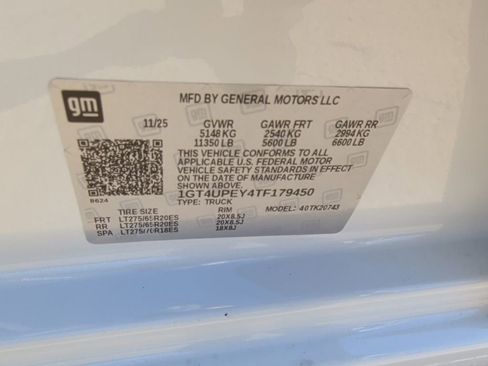 gm
MFD BY GENERAL MOTORS LLC
11/25 GVWR GAWR FRT GAWR RR
5148 KG 2540 KG 2994 KG
11350 LB 5600 LB 6600 LB
THIS VEHICLE CONFORMS TO ALL
APPLICABLE U.S. FEDERAL MOTOR
VEHICLE SAFETY STANDARDS IN EFFECT
ON THE DATE OF MANUFACTURE
SHOWN ABOVE.
1GT4UPEY4TF179450
8624 TYPE: TRUCK MODEL: 40TK20743
TIRE SIZE RIM
FRT LT275/65R20ES 20X8.5J
RR LT275/65R20ES 20X8.5J
SPA LT275/70R18ES 18X8J